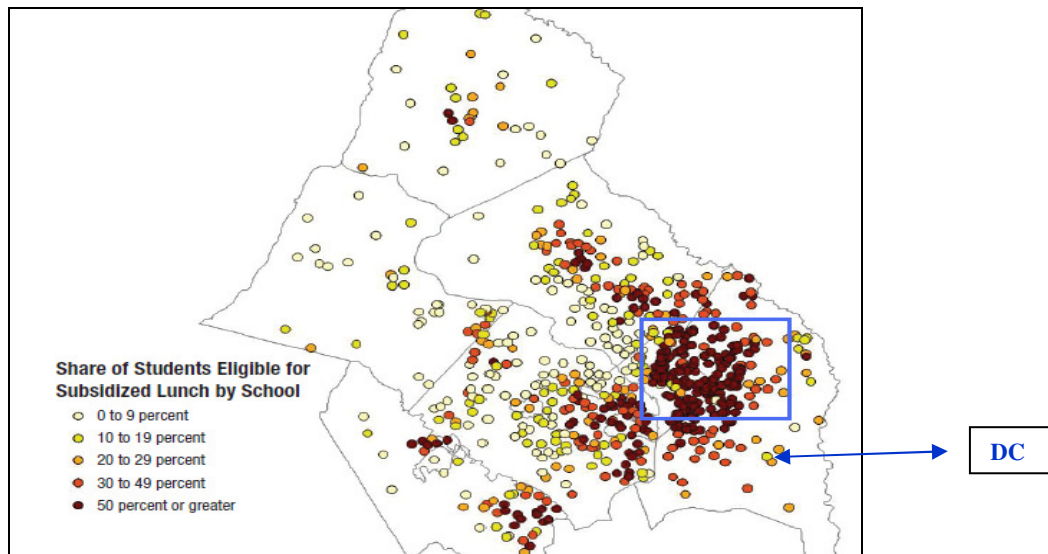 Share of Students Eligible for
Subsidized Lunch by School
0 to 9 percent
10 to 19 percent
20 to 29 percent
30 to 49 percent
50 percent or greater
DC